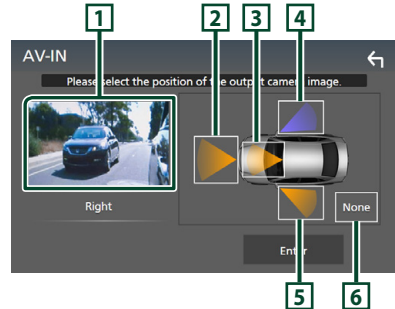 1 2 3 4
AV-IN
Please select the position of the output camera image.
Right
None
Enter
5 6